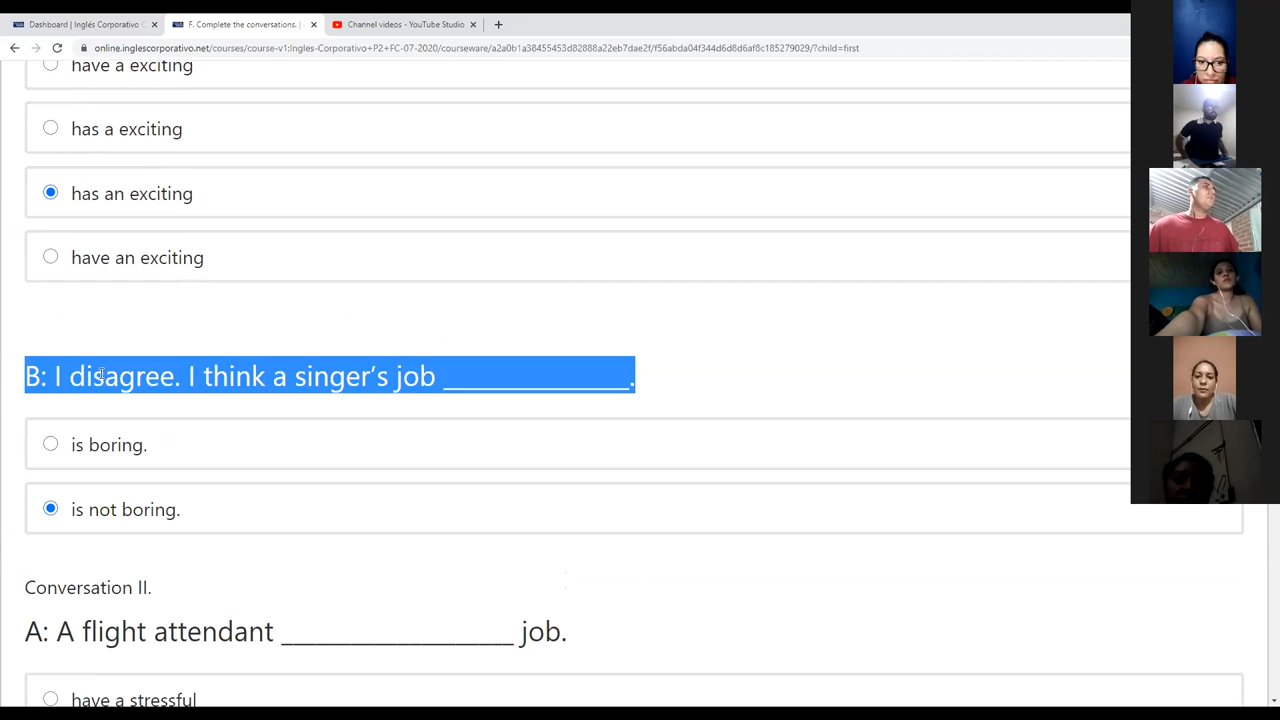 Dashboard | Inglés Corporativo
F. Complete the conversations. |
Channel videos - YouTube Studio
online.inglescorporativo.net/courses/course-v1:Ingles-Corporativo+P2+FC-07-2020/courseware/a2a0b1a38455453d82888a22eb7dae2f/f56abda04f344d6d8d6af8c185279029/?child=first
have a exciting
has a exciting
has an exciting
have an exciting
B: I disagree. I think a singer’s job ______________.
is boring.
is not boring.
Conversation II.
A: A flight attendant __________________ job.
have a stressful